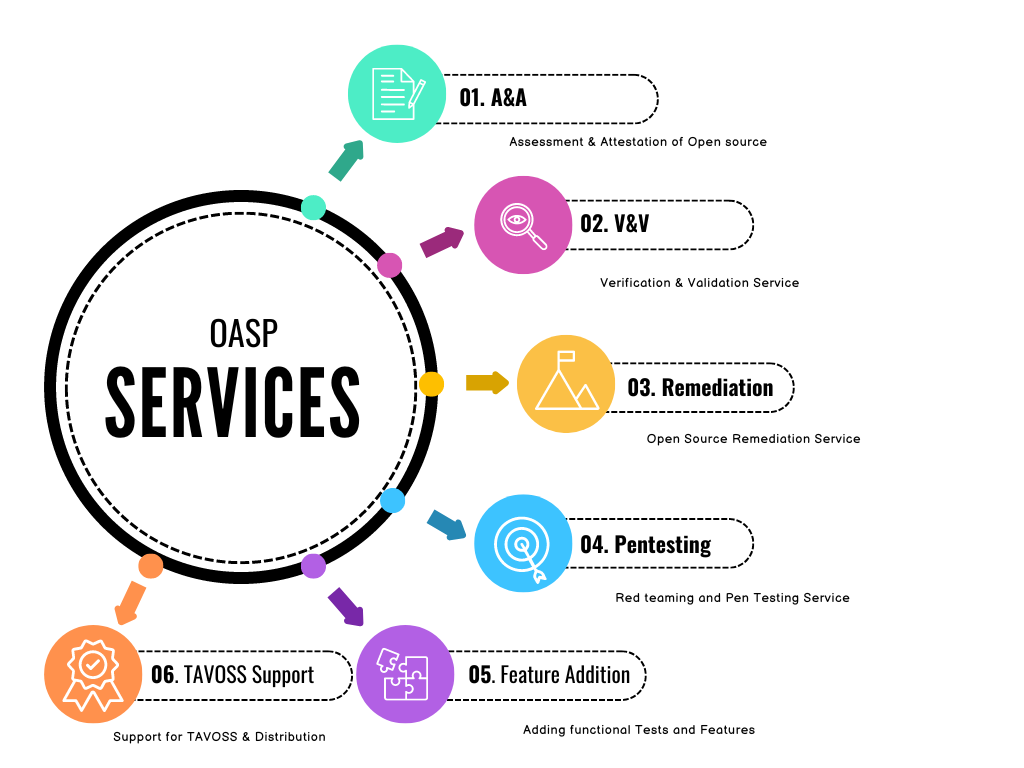 OASP
SERVICES
01. A&A
Assessment & Attestation of Open source
02. V&V
Verification & Validation Service
03. Remediation
Open Source Remediation Service
04. Pentesting
Red teaming and Pen Testing Service
05. Feature Addition
Adding functional Tests and Features
06. TAVOSS Support
Support for TAVOSS & Distribution